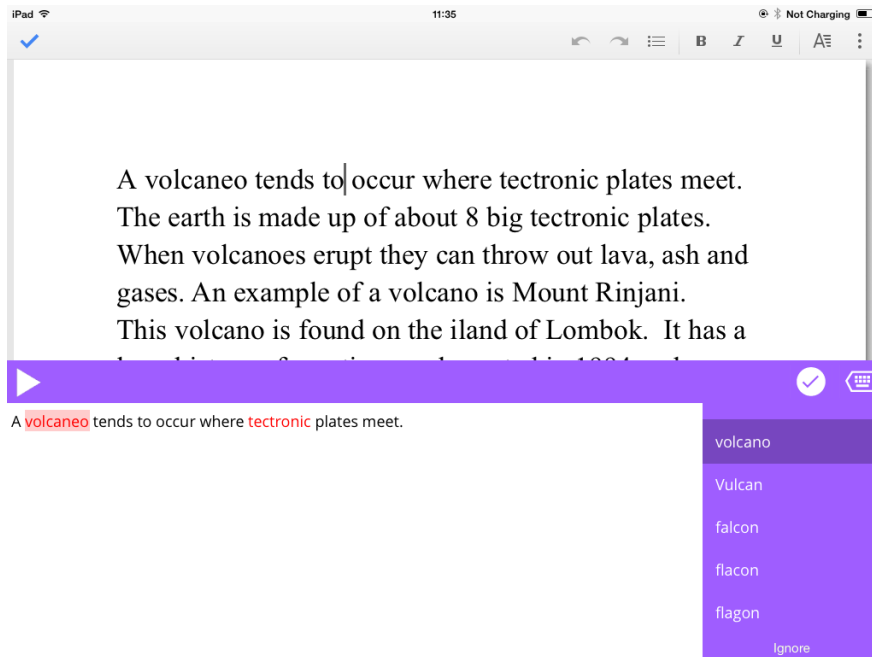 iPad 11:35 Not Charging
B I U A
A volcaneo tends to occur where tectronic plates meet.
The earth is made up of about 8 big tectronic plates.
When volcanoes erupt they can throw out lava, ash and
gases. An example of a volcano is Mount Rinjani.
This volcano is found on the iland of Lombok.  It has a
A volcaneo tends to occur where tectronic plates meet.
volcano
Vulcan
falcon
flacon
flagon
Ignore